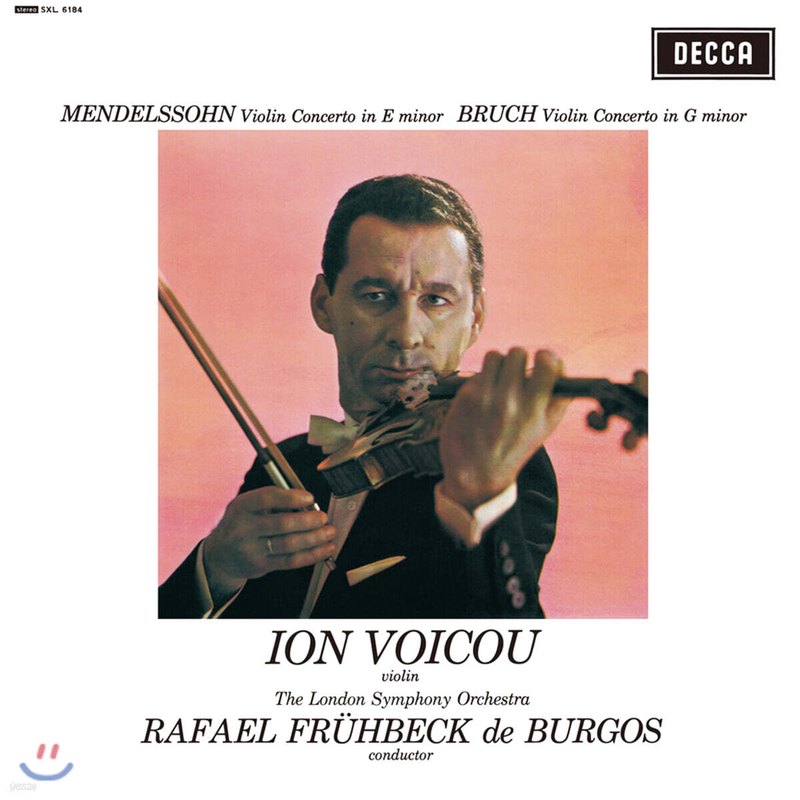 stereo SXL 6184
DECCA
MENDELSSOHN Violin Concerto in E minor BRUCH Violin Concerto in G minor
ION VOICOU
violin
The London Symphony Orchestra
RAFAEL FRÜHBECK de BURGOS
conductor
yes24